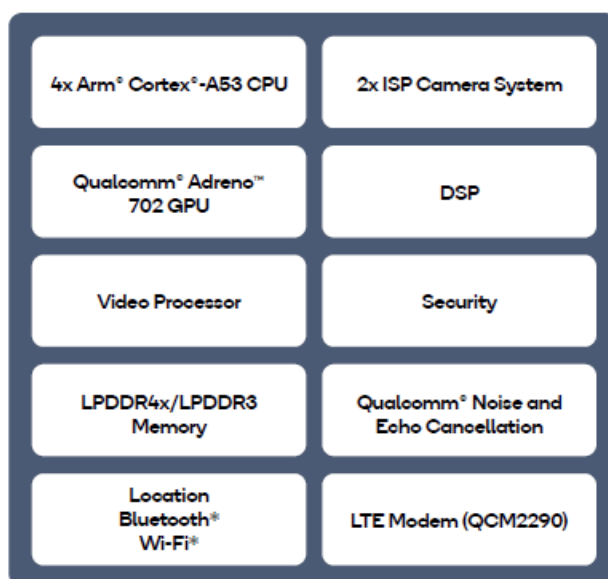 4x Arm® Cortex®-A53 CPU
2x ISP Camera System
Qualcomm® Adreno™
702 GPU
DSP
Video Processor
Security
LPDDR4x/LPDDR3
Memory
Qualcomm® Noise and
Echo Cancellation
Location
Bluetooth®
Wi-Fi®
LTE Modem (QCM2290)